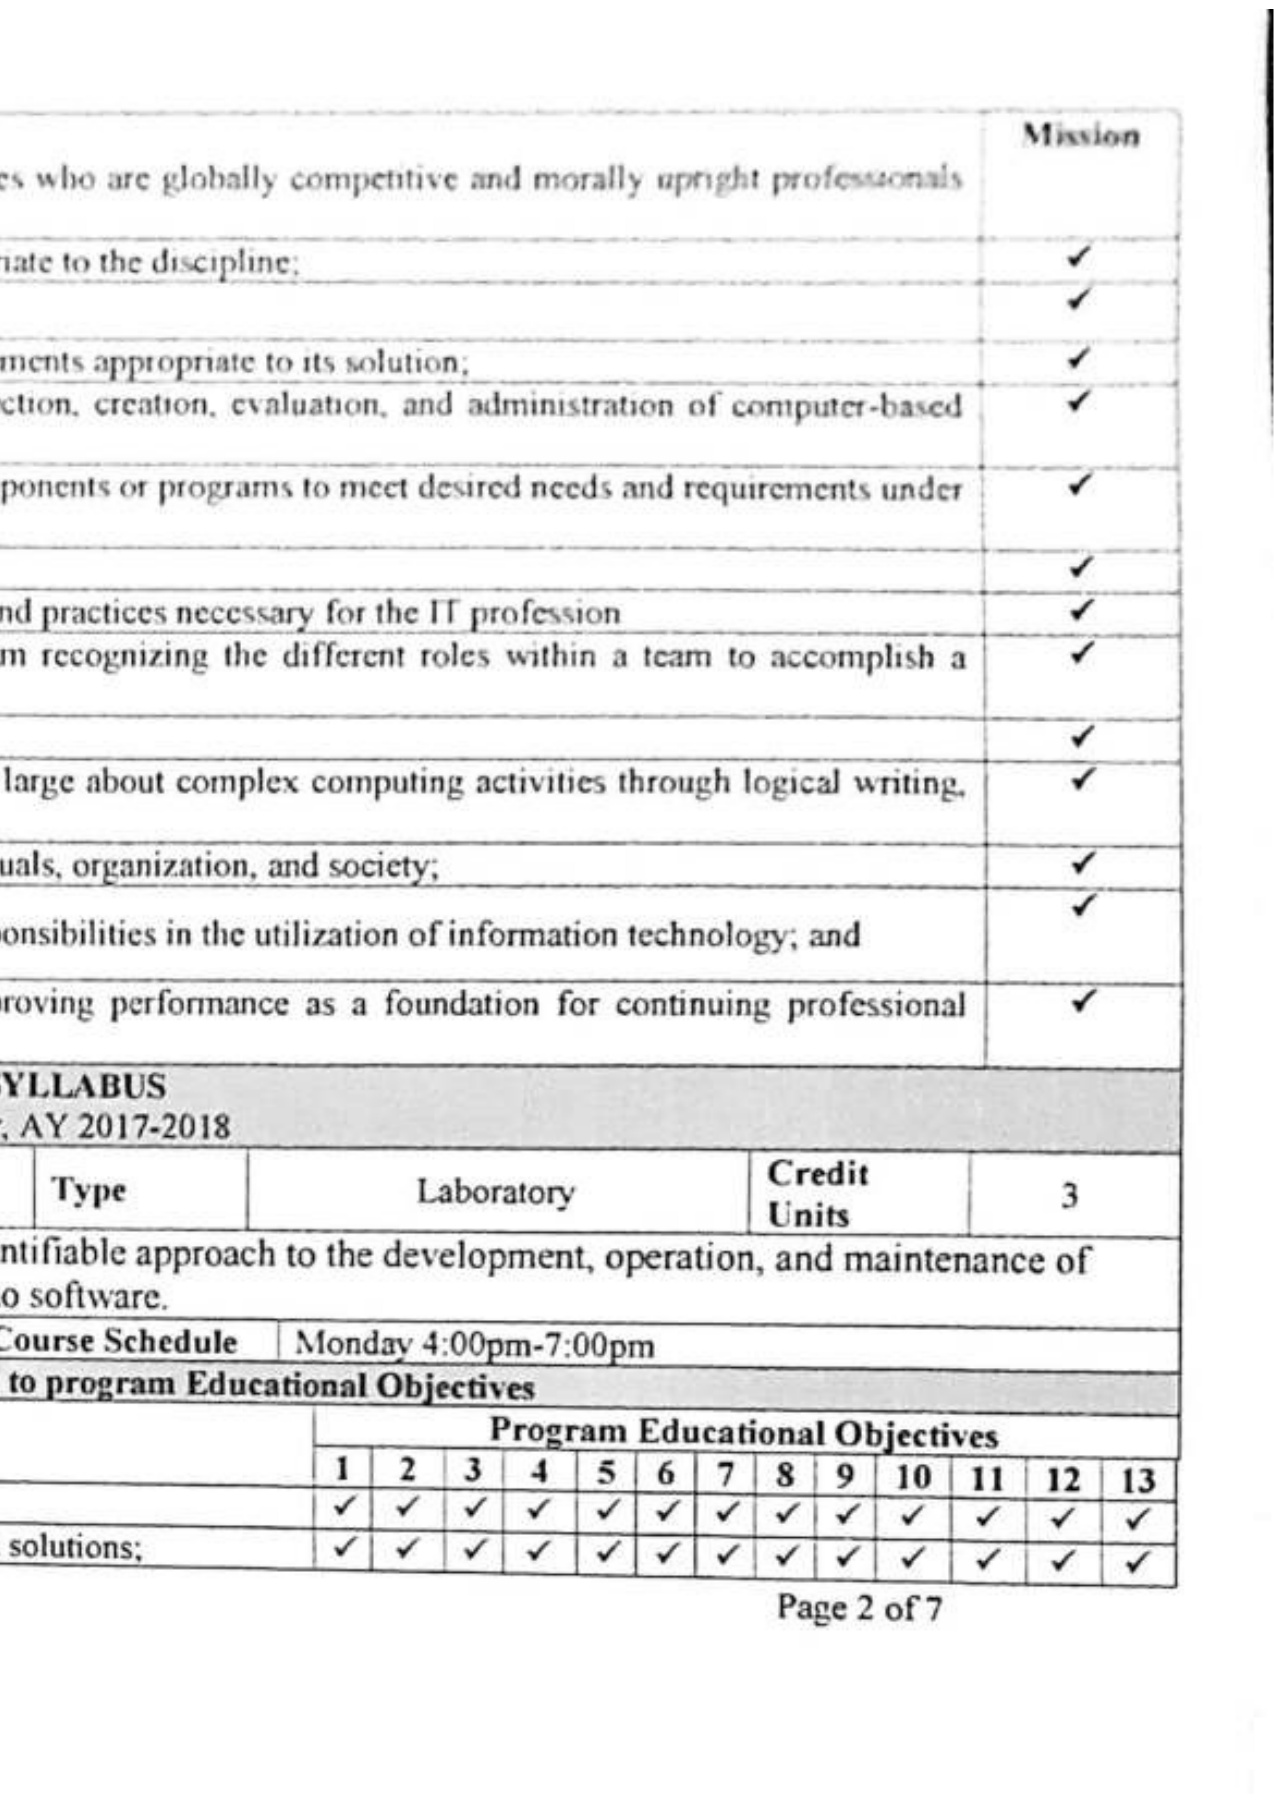 Mission
es who are globally competitive and morally upright professionals
iate to the discipline; ✓
✓
ments appropriate to its solution; ✓
ction, creation, evaluation, and administration of computer-based ✓
ponents or programs to meet desired needs and requirements under ✓
✓
nd practices necessary for the IT profession ✓
m recognizing the different roles within a team to accomplish a ✓
✓
large about complex computing activities through logical writing, ✓
uals, organization, and society; ✓
✓
onsibilities in the utilization of information technology; and
roving performance as a foundation for continuing professional ✓
YLLABUS
, AY 2017-2018
Type Laboratory Credit Units 3
ntifiable approach to the development, operation, and maintenance of
o software.
Course Schedule Monday 4:00pm-7:00pm
to program Educational Objectives
Program Educational Objectives
1 2 3 4 5 6 7 8 9 10 11 12 13
✓ ✓ ✓ ✓ ✓ ✓ ✓ ✓ ✓ ✓ ✓ ✓ ✓
solutions; ✓ ✓ ✓ ✓ ✓ ✓ ✓ ✓ ✓ ✓ ✓ ✓ ✓
Page 2 of 7